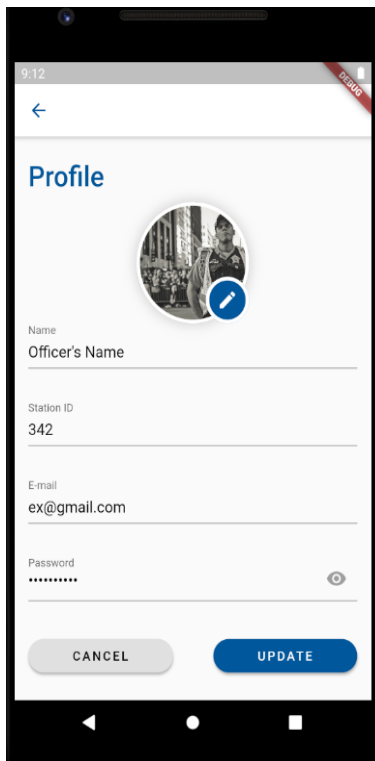 9:12
DEBUG
Profile
Name
Officer's Name
Station ID
342
E-mail
ex@gmail.com
Password
••••••••••
CANCEL
UPDATE